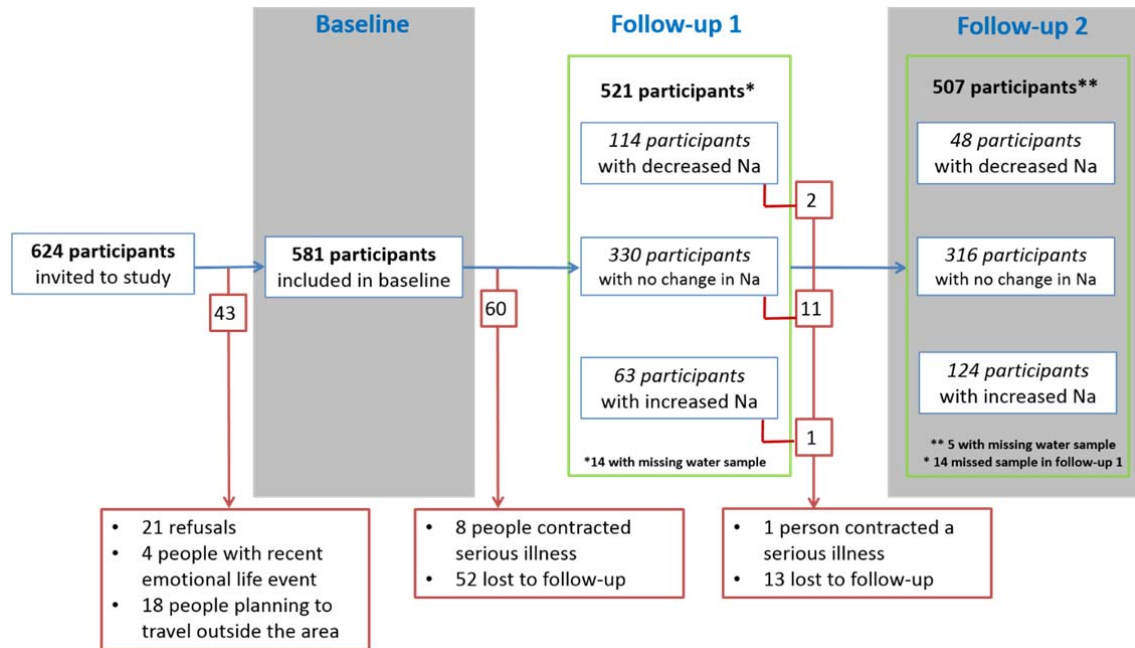 Baseline
Follow-up 1
Follow-up 2
624 participants
invited to study
43
581 participants
included in baseline
60
521 participants*
114 participants
with decreased Na
330 participants
with no change in Na
63 participants
with increased Na
*14 with missing water sample
2
11
1
507 participants**
48 participants
with decreased Na
316 participants
with no change in Na
124 participants
with increased Na
** 5 with missing water sample
* 14 missed sample in follow-up 1
• 21 refusals
• 4 people with recent
emotional life event
• 18 people planning to
travel outside the area
• 8 people contracted
serious illness
• 52 lost to follow-up
• 1 person contracted a
serious illness
• 13 lost to follow-up